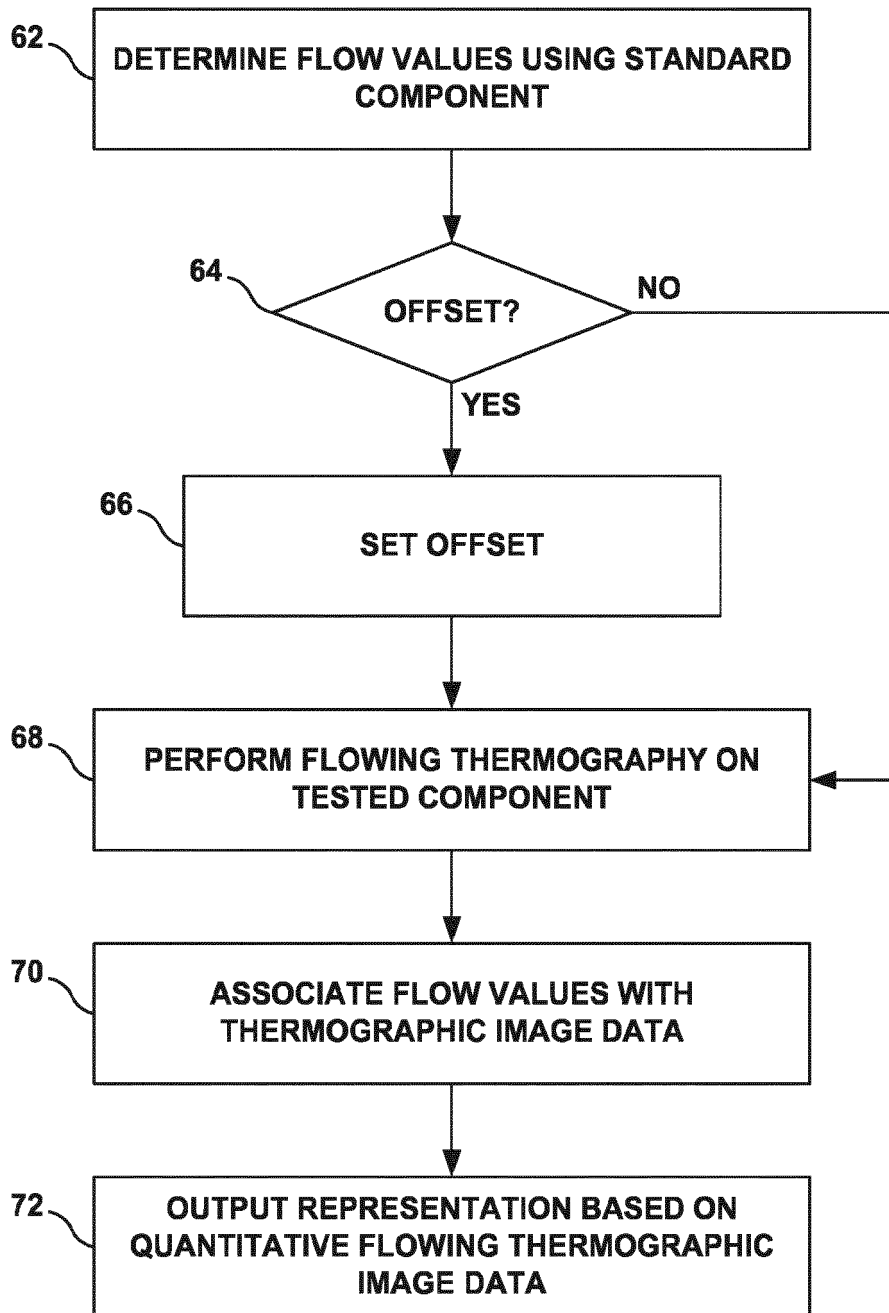 62
DETERMINE FLOW VALUES USING STANDARD
COMPONENT
64
OFFSET?
NO
YES
66
SET OFFSET
68
PERFORM FLOWING THERMOGRAPHY ON
TESTED COMPONENT
70
ASSOCIATE FLOW VALUES WITH
THERMOGRAPHIC IMAGE DATA
72
OUTPUT REPRESENTATION BASED ON
QUANTITATIVE FLOWING THERMOGRAPHIC
IMAGE DATA